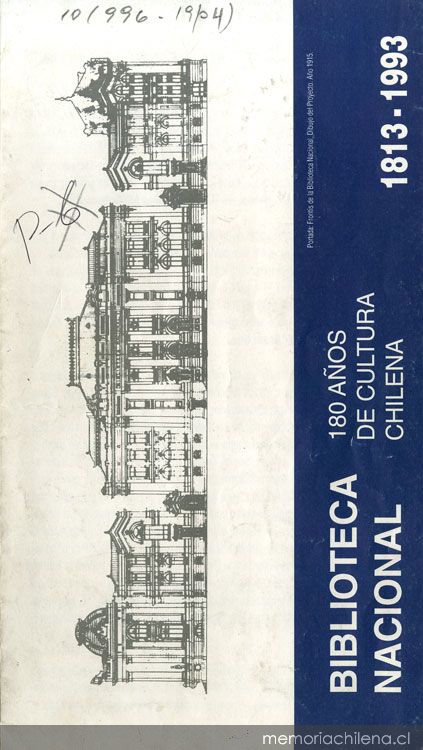 10 (996 - 19p4)
P-6
BIBLIOTECA
NACIONAL
180 AÑOS
DE CULTURA
CHILENA
1813 - 1993
Portada: Frontis de la Biblioteca Nacional, Dibujo del Proyecto. Año 1915.
memoriachilena.cl